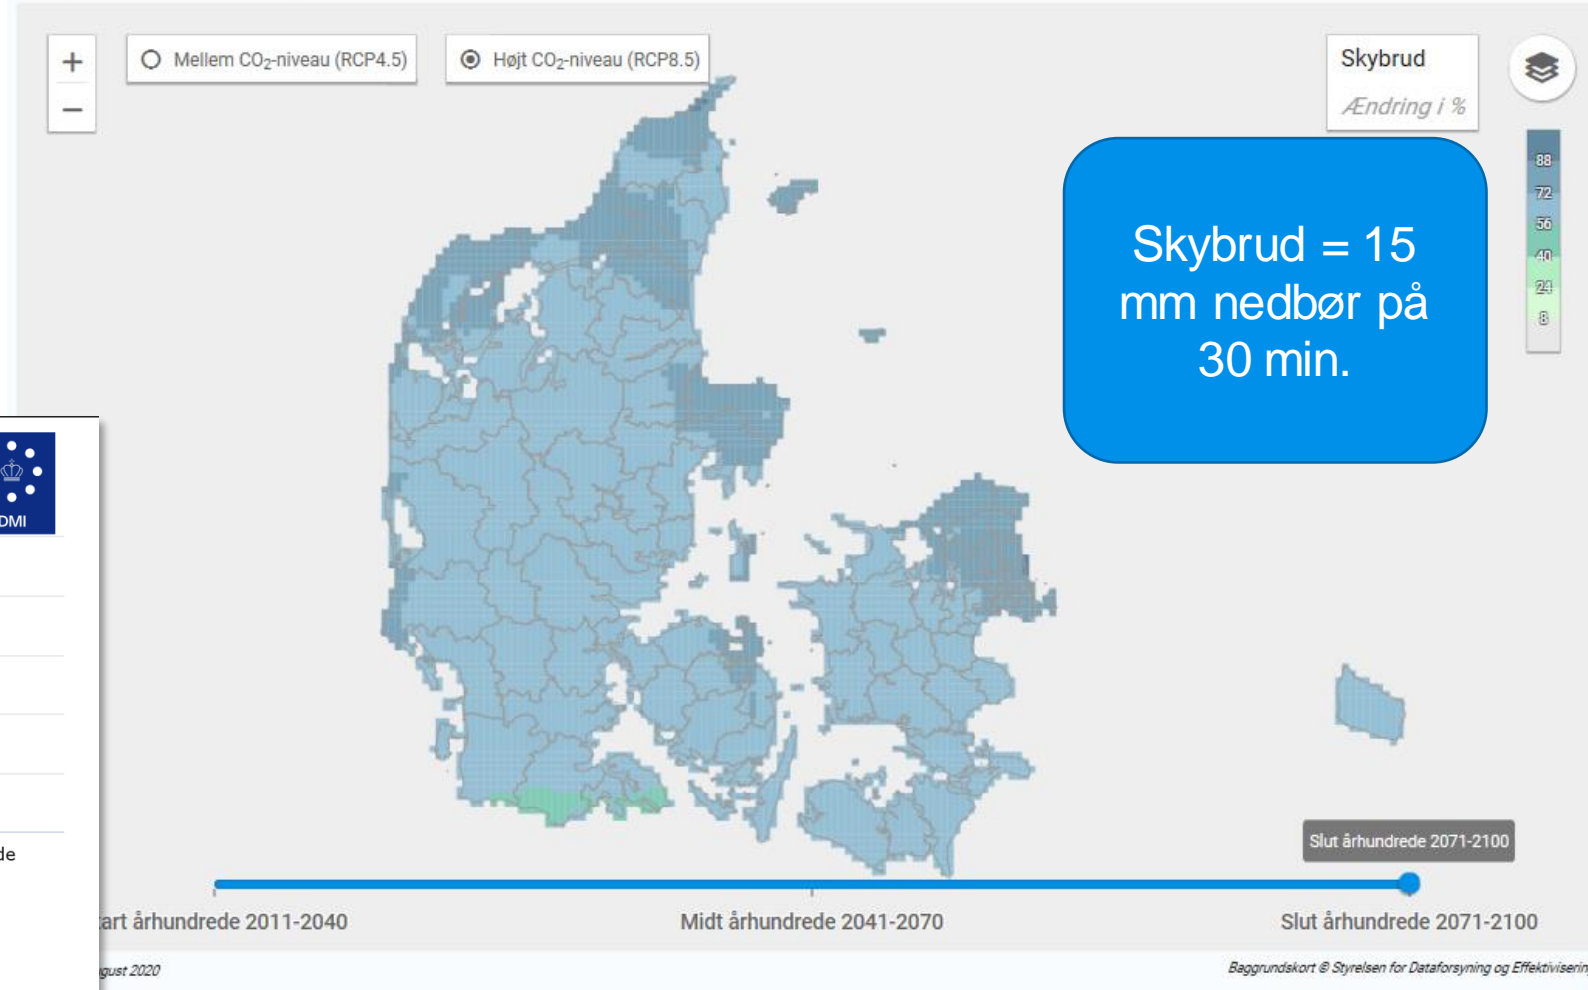 +
−
Mellem CO₂-niveau (RCP4.5)
Højt CO₂-niveau (RCP8.5)
Skybrud
Ændring i %
88
72
56
40
24
8
Skybrud = 15
mm nedbør på
30 min.
DMI
de
Slut århundrede 2071-2100
art århundrede 2011-2040
Midt århundrede 2041-2070
Slut århundrede 2071-2100
gust 2020
Baggrundskort © Styrelsen for Dataforsyning og Effektivisering